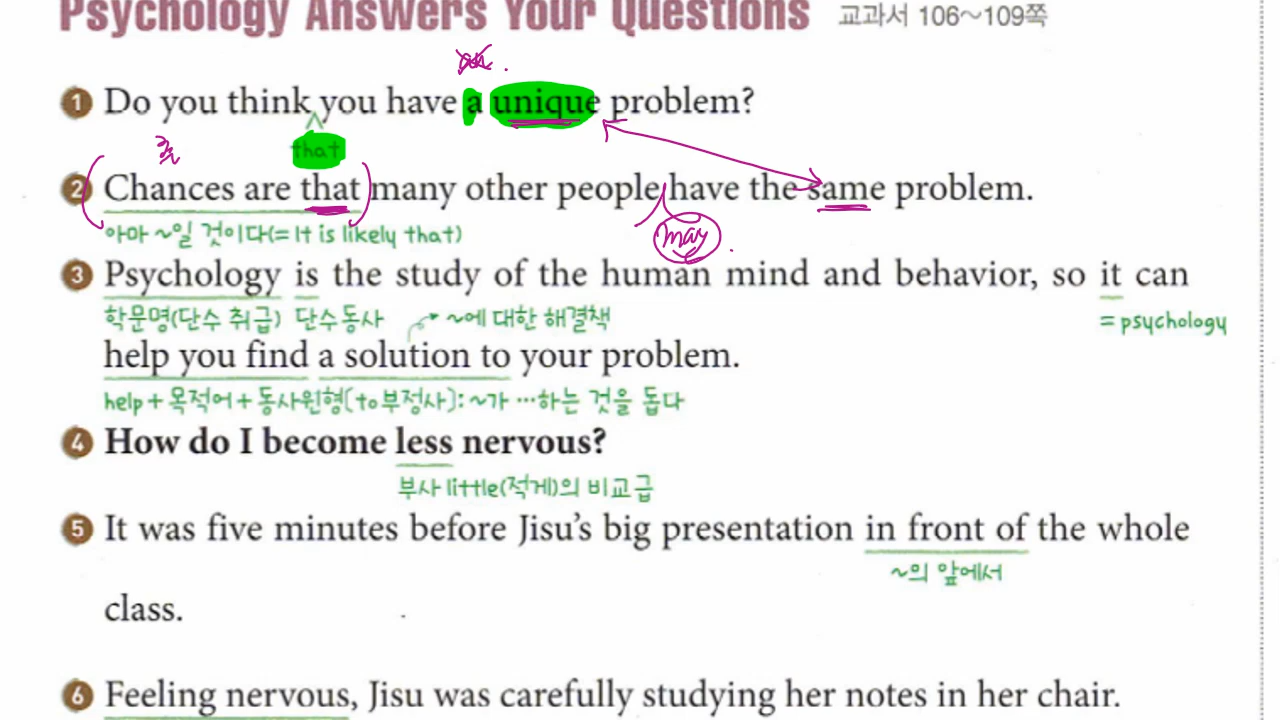 Psychology Answers Your Questions 교과서 106~109쪽
an.
1 Do you think you have a unique problem?
that
즉
2 Chances are that many other people have the same problem.
아마 ~일 것이다(= It is likely that)
may.
3 Psychology is the study of the human mind and behavior, so it can
학문명(단수 취급) 단수동사 ~에 대한 해결책 = psychology
help you find a solution to your problem.
help + 목적어 + 동사원형(to부정사): ~가 …하는 것을 돕다
4 How do I become less nervous?
부사 little(적게)의 비교급
5 It was five minutes before Jisu's big presentation in front of the whole
~의 앞에서
class.
6 Feeling nervous, Jisu was carefully studying her notes in her chair.